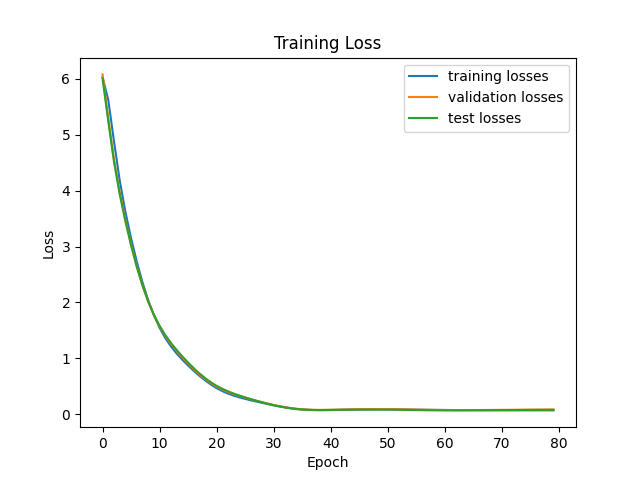 Training Loss
training losses
validation losses
test losses
Loss
6
5
4
3
2
1
0
0 10 20 30 40 50 60 70 80
Epoch